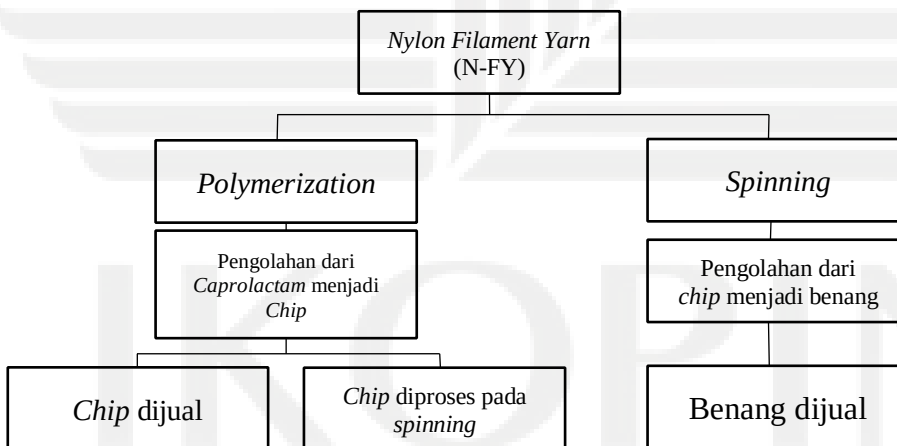 Nylon Filament Yarn
(N-FY)
Polymerization
Spinning
Pengolahan dari
Caprolactam menjadi
Chip
Pengolahan dari
chip menjadi benang
Chip dijual
Chip diproses pada
spinning
Benang dijual
IKOPIN